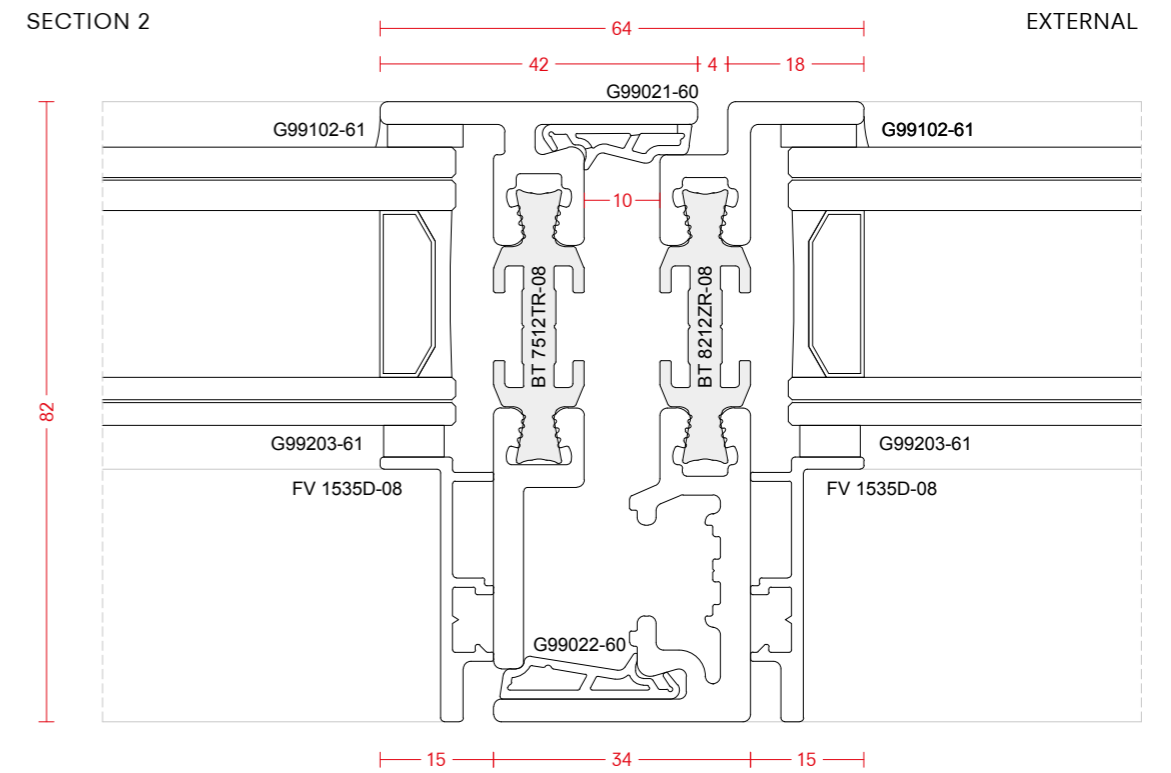 SECTION 2
EXTERNAL
64
42
4
18
G99021-60
G99102-61
G99102-61
10
BT 7512TR-08
BT 8212ZR-08
82
G99203-61
G99203-61
FV 1535D-08
FV 1535D-08
G99022-60
15
34
15